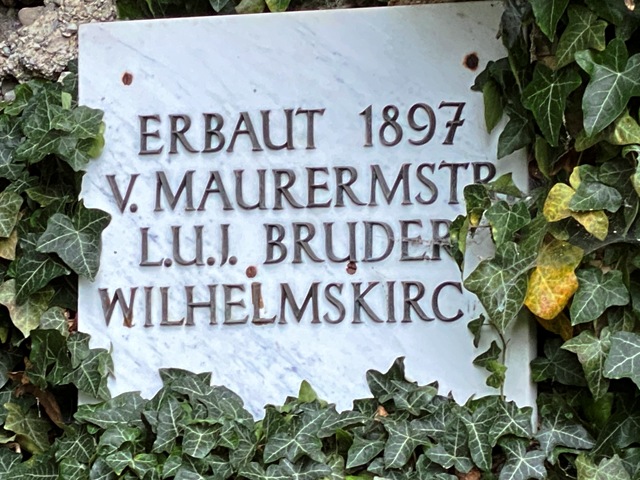 ERBAUT 1897
V. MAURERMSTR
L.U.J. BRUDER
WILHELMSKIRC